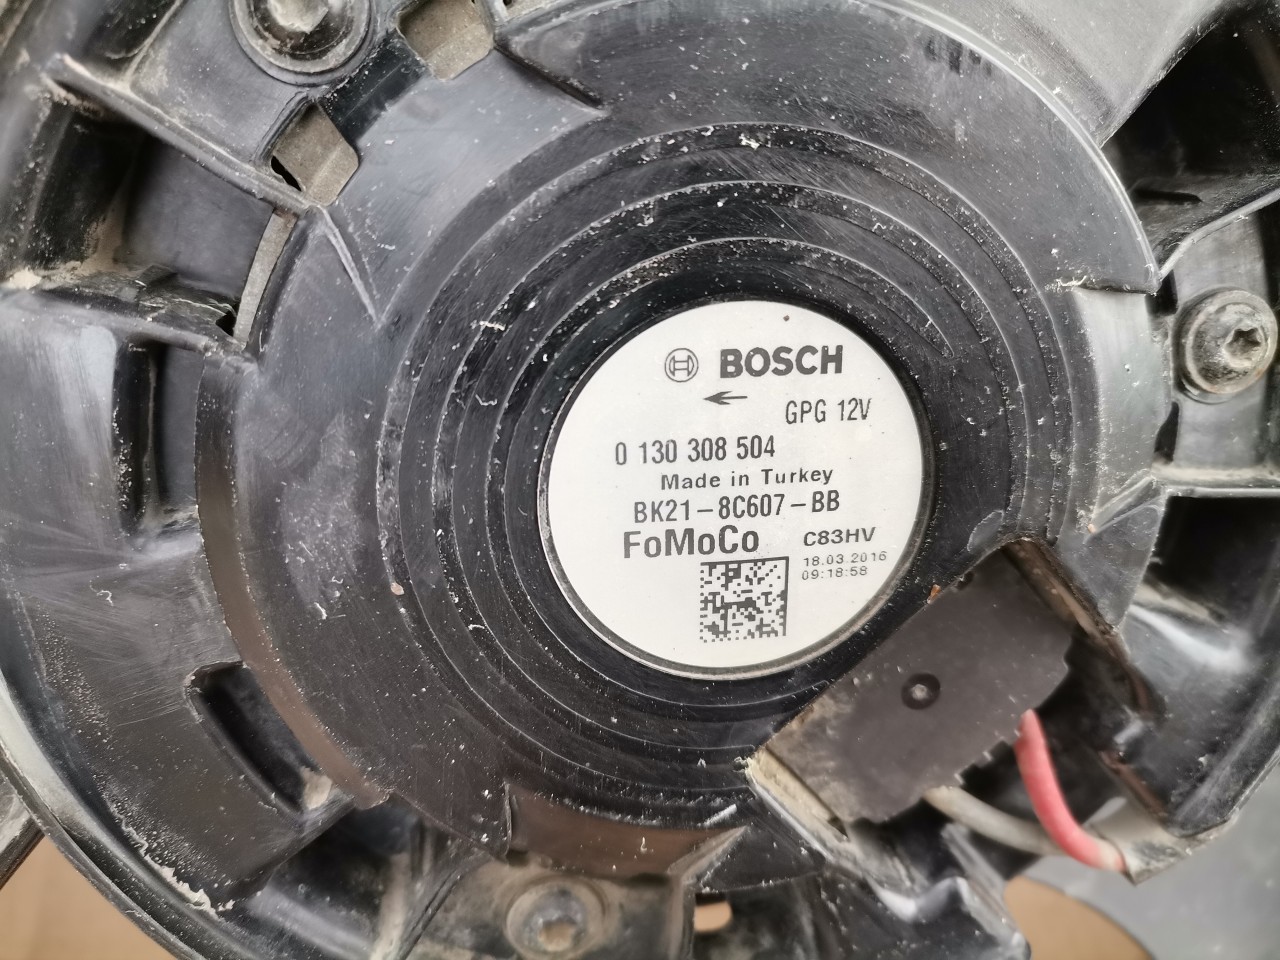 BOSCH
GPG 12V
0 130 308 504
Made in Turkey
BK21-8C607-BB
FoMoCo C83HV
18.03.2016
09:18:58